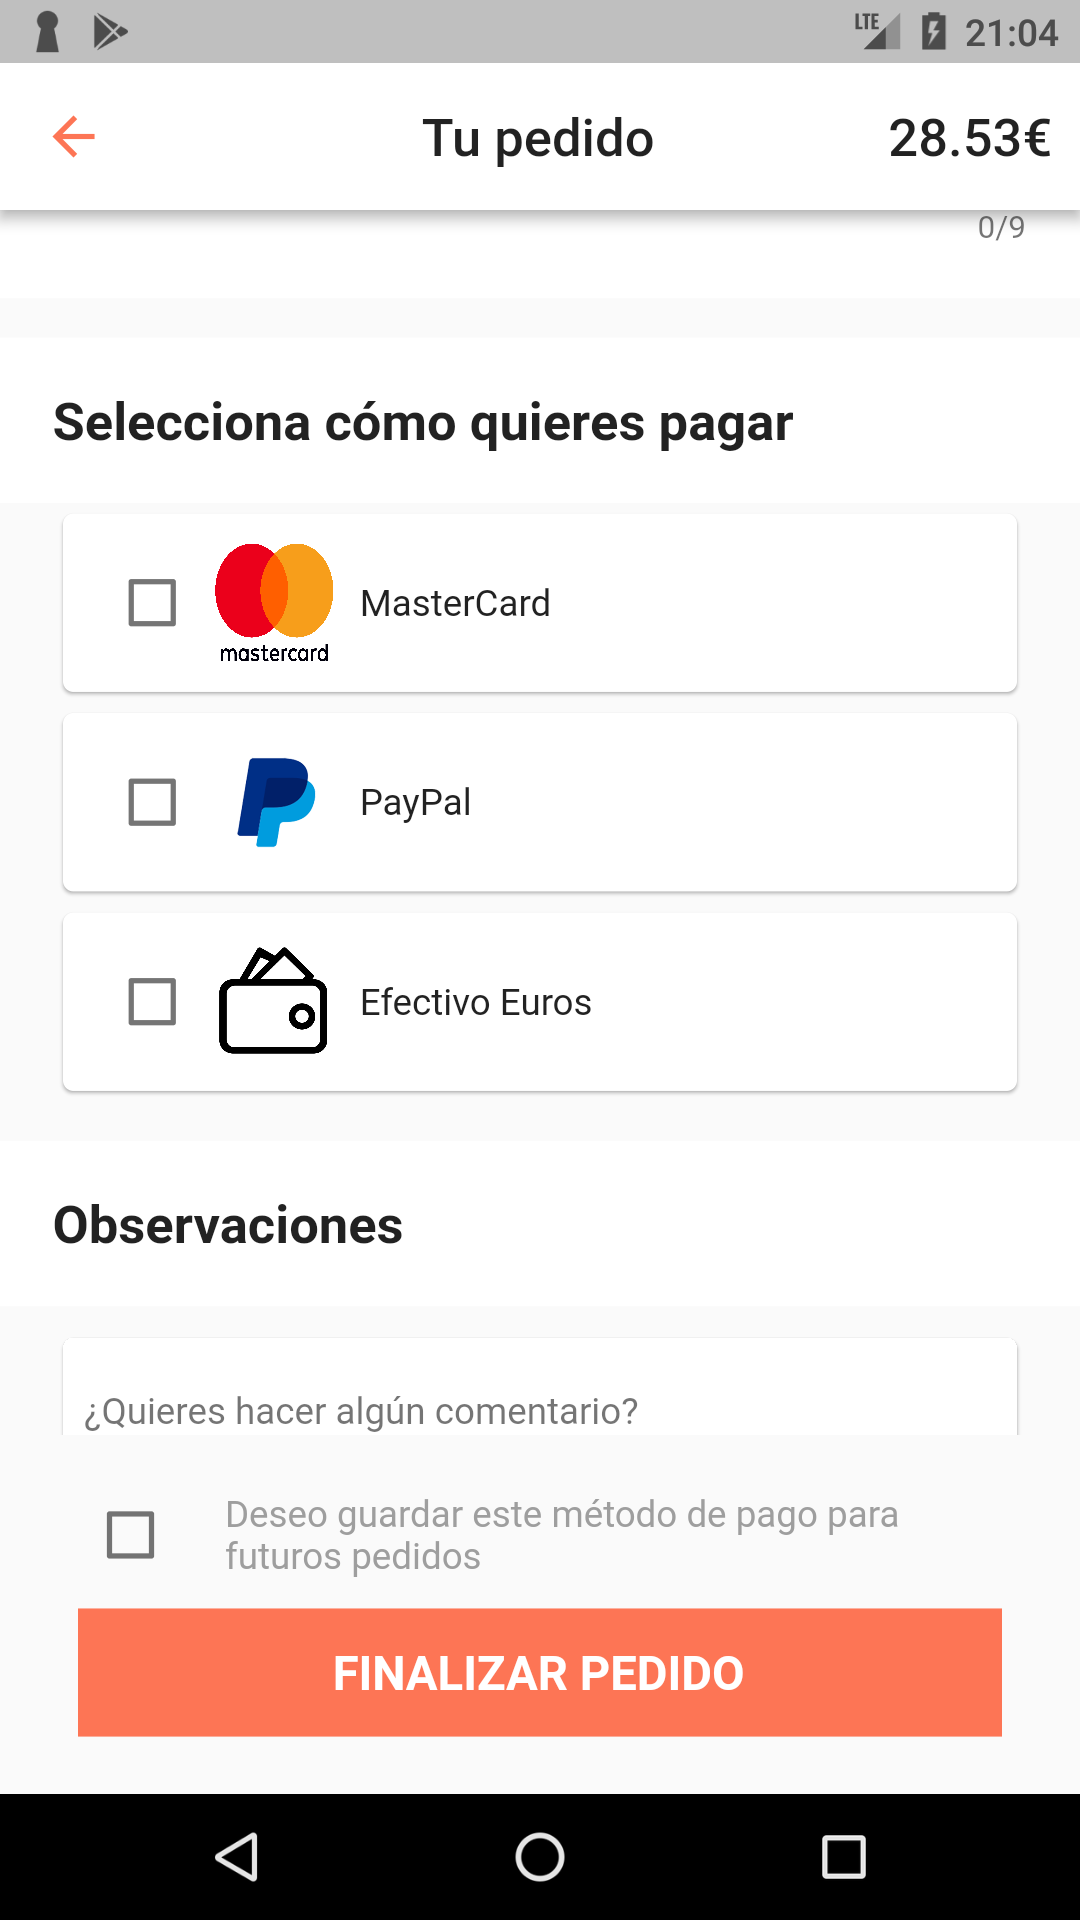 LTE 21:04
Tu pedido 28.53€
0/9
Selecciona cómo quieres pagar
mastercard MasterCard
PayPal
Efectivo Euros
Observaciones
¿Quieres hacer algún comentario?
Deseo guardar este método de pago para
futuros pedidos
FINALIZAR PEDIDO